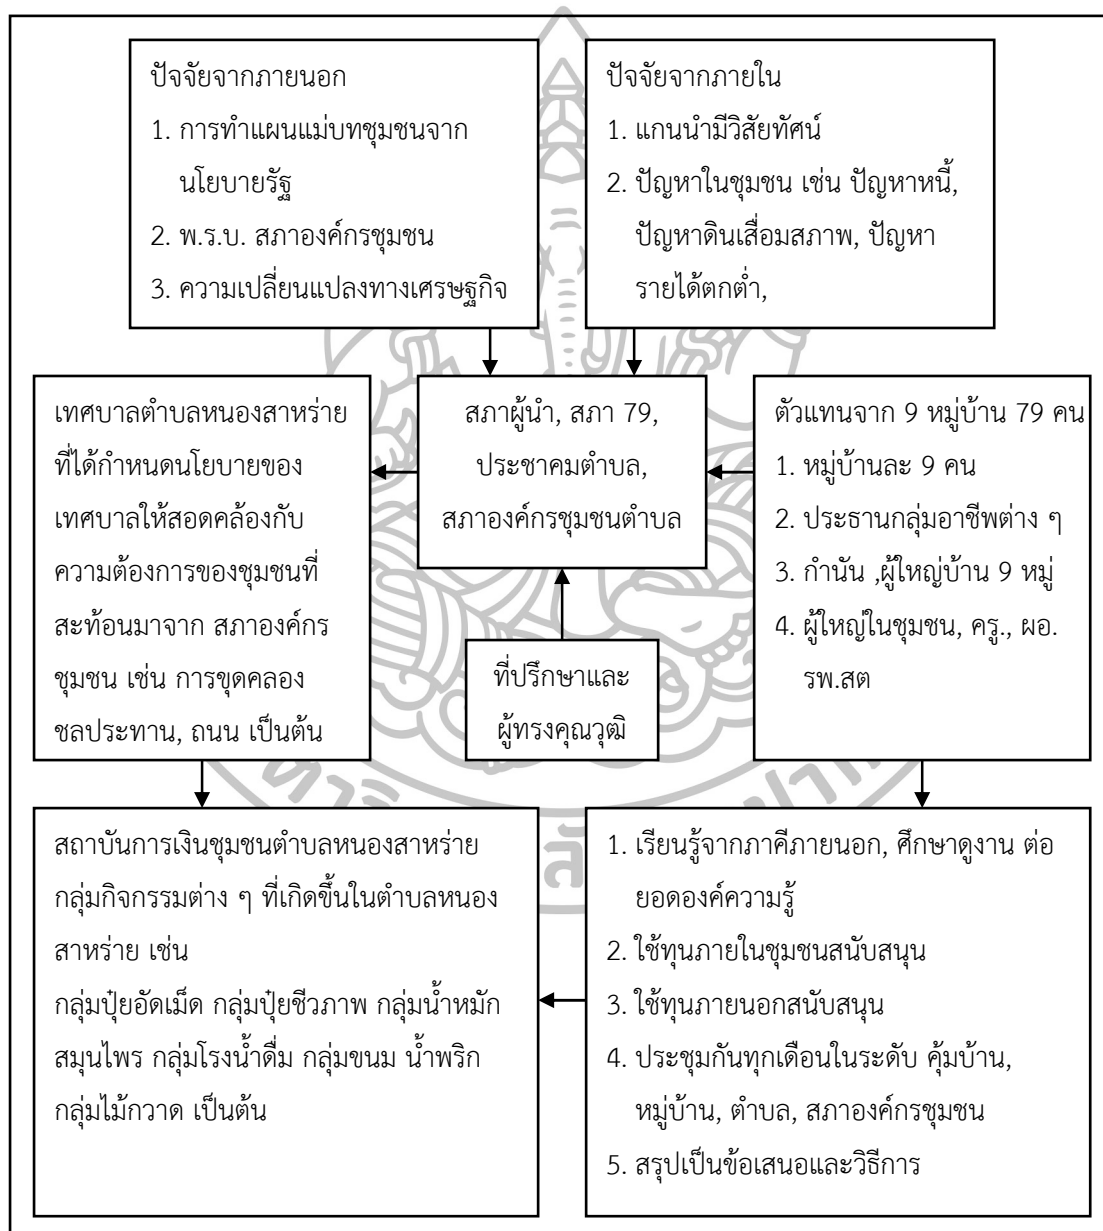 ปัจจัยจากภายนอก
1. การทำแผนแม่บทชุมชนจาก
นโยบายรัฐ
2. พ.ร.บ. สภาองค์กรชุมชน
3. ความเปลี่ยนแปลงทางเศรษฐกิจ
ปัจจัยจากภายใน
1. แกนนำมีวิสัยทัศน์
2. ปัญหาในชุมชน เช่น ปัญหาหนี้,
ปัญหาดินเสื่อมสภาพ, ปัญหา
รายได้ตกต่ำ,
เทศบาลตำบลหนองสาหร่าย
ที่ได้กำหนดนโยบายของ
เทศบาลให้สอดคล้องกับ
ความต้องการของชุมชนที่
สะท้อนมาจาก สภาองค์กร
ชุมชน เช่น การขุดคลอง
ชลประทาน, ถนน เป็นต้น
สภาผู้นำ, สภา 79,
ประชาคมตำบล,
สภาองค์กรชุมชนตำบล
ตัวแทนจาก 9 หมู่บ้าน 79 คน
1. หมู่บ้านละ 9 คน
2. ประธานกลุ่มอาชีพต่าง ๆ
3. กำนัน ,ผู้ใหญ่บ้าน 9 หมู่
4. ผู้ใหญ่ในชุมชน, ครู., ผอ.
รพ.สต
ที่ปรึกษาและ
ผู้ทรงคุณวุฒิ
สถาบันการเงินชุมชนตำบลหนองสาหร่าย
กลุ่มกิจกรรมต่าง ๆ ที่เกิดขึ้นในตำบลหนอง
สาหร่าย เช่น
กลุ่มปุ๋ยอัดเม็ด กลุ่มปุ๋ยชีวภาพ กลุ่มน้ำหมัก
สมุนไพร กลุ่มโรงน้ำดื่ม กลุ่มขนม น้ำพริก
กลุ่มไม้กวาด เป็นต้น
1. เรียนรู้จากภาคีภายนอก, ศึกษาดูงาน ต่อ
ยอดองค์ความรู้
2. ใช้ทุนภายในชุมชนสนับสนุน
3. ใช้ทุนภายนอกสนับสนุน
4. ประชุมกันทุกเดือนในระดับ คุ้มบ้าน,
หมู่บ้าน, ตำบล, สภาองค์กรชุมชน
5. สรุปเป็นข้อเสนอและวิธีการ